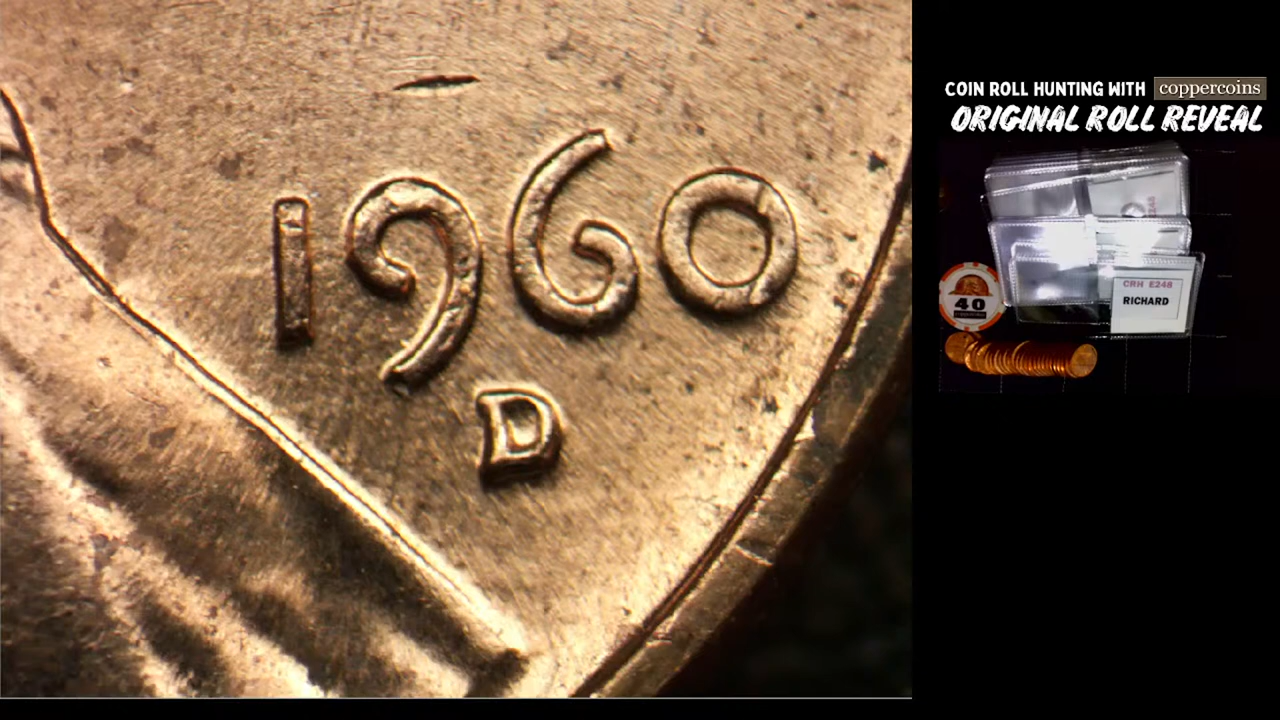 1960
D
COIN ROLL HUNTING WITH coppercoins
ORIGINAL ROLL REVEAL
CRH E248
RICHARD
40